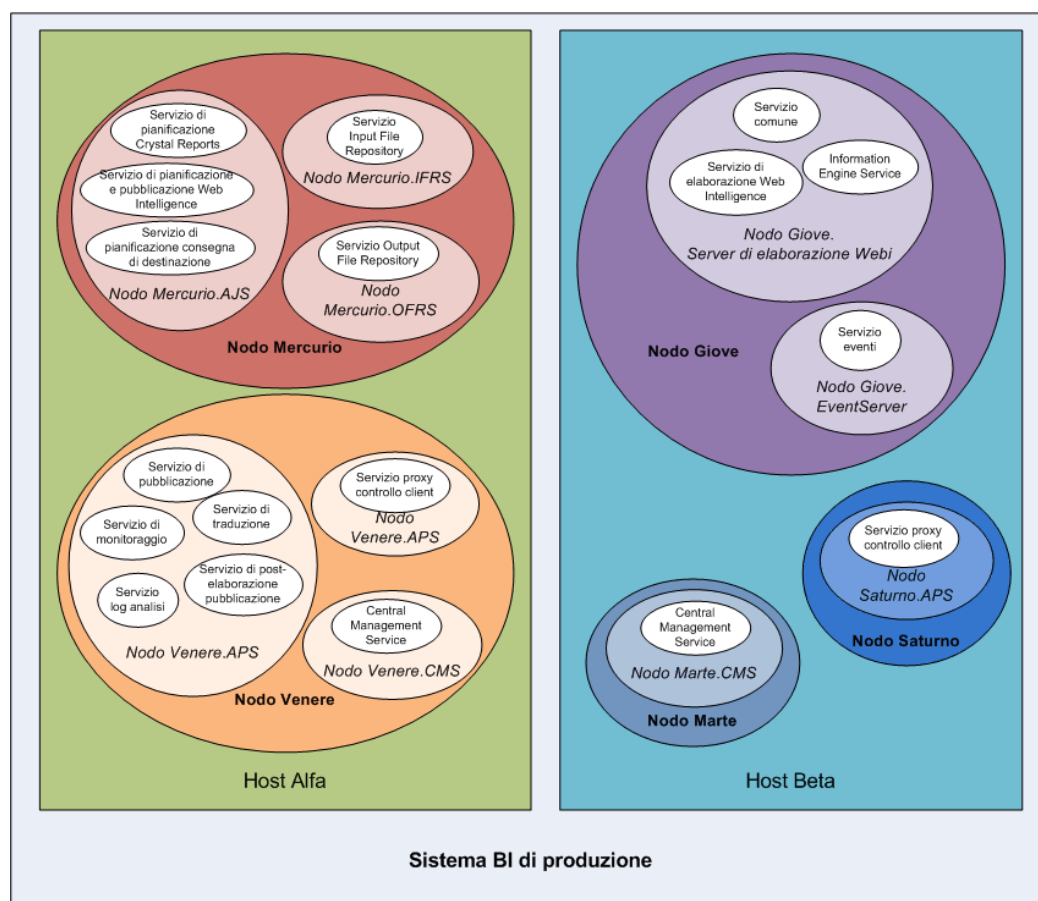 Servizio di
pianificazione
Crystal Reports
Servizio di pianificazione
e pubblicazione Web
Intelligence
Servizio di
pianificazione consegna
di destinazione
Nodo Mercurio.AJS
Servizio
Input File
Repository
Nodo Mercurio.IFRS
Servizio Output
File Repository
Nodo
Mercurio.OFRS
Nodo Mercurio
Servizio di
pubblicazione
Servizio di
traduzione
Servizio di
monitoraggio
Servizio di post-
elaborazione
pubblicazione
Servizio
log analisi
Nodo Venere.APS
Servizio proxy
controllo client
Nodo
Venere.APS
Central
Management
Service
Nodo Venere.CMS
Nodo Venere
Host Alfa
Servizio
comune
Servizio di
elaborazione Web
Intelligence
Information
Engine Service
Nodo Giove.
Server di elaborazione Webi
Nodo Giove
Servizio
eventi
Nodo Giove.
EventServer
Servizio proxy
controllo client
Nodo
Saturno.APS
Nodo Saturno
Central
Management
Service
Nodo Marte.CMS
Nodo Marte
Host Beta
Sistema BI di produzione